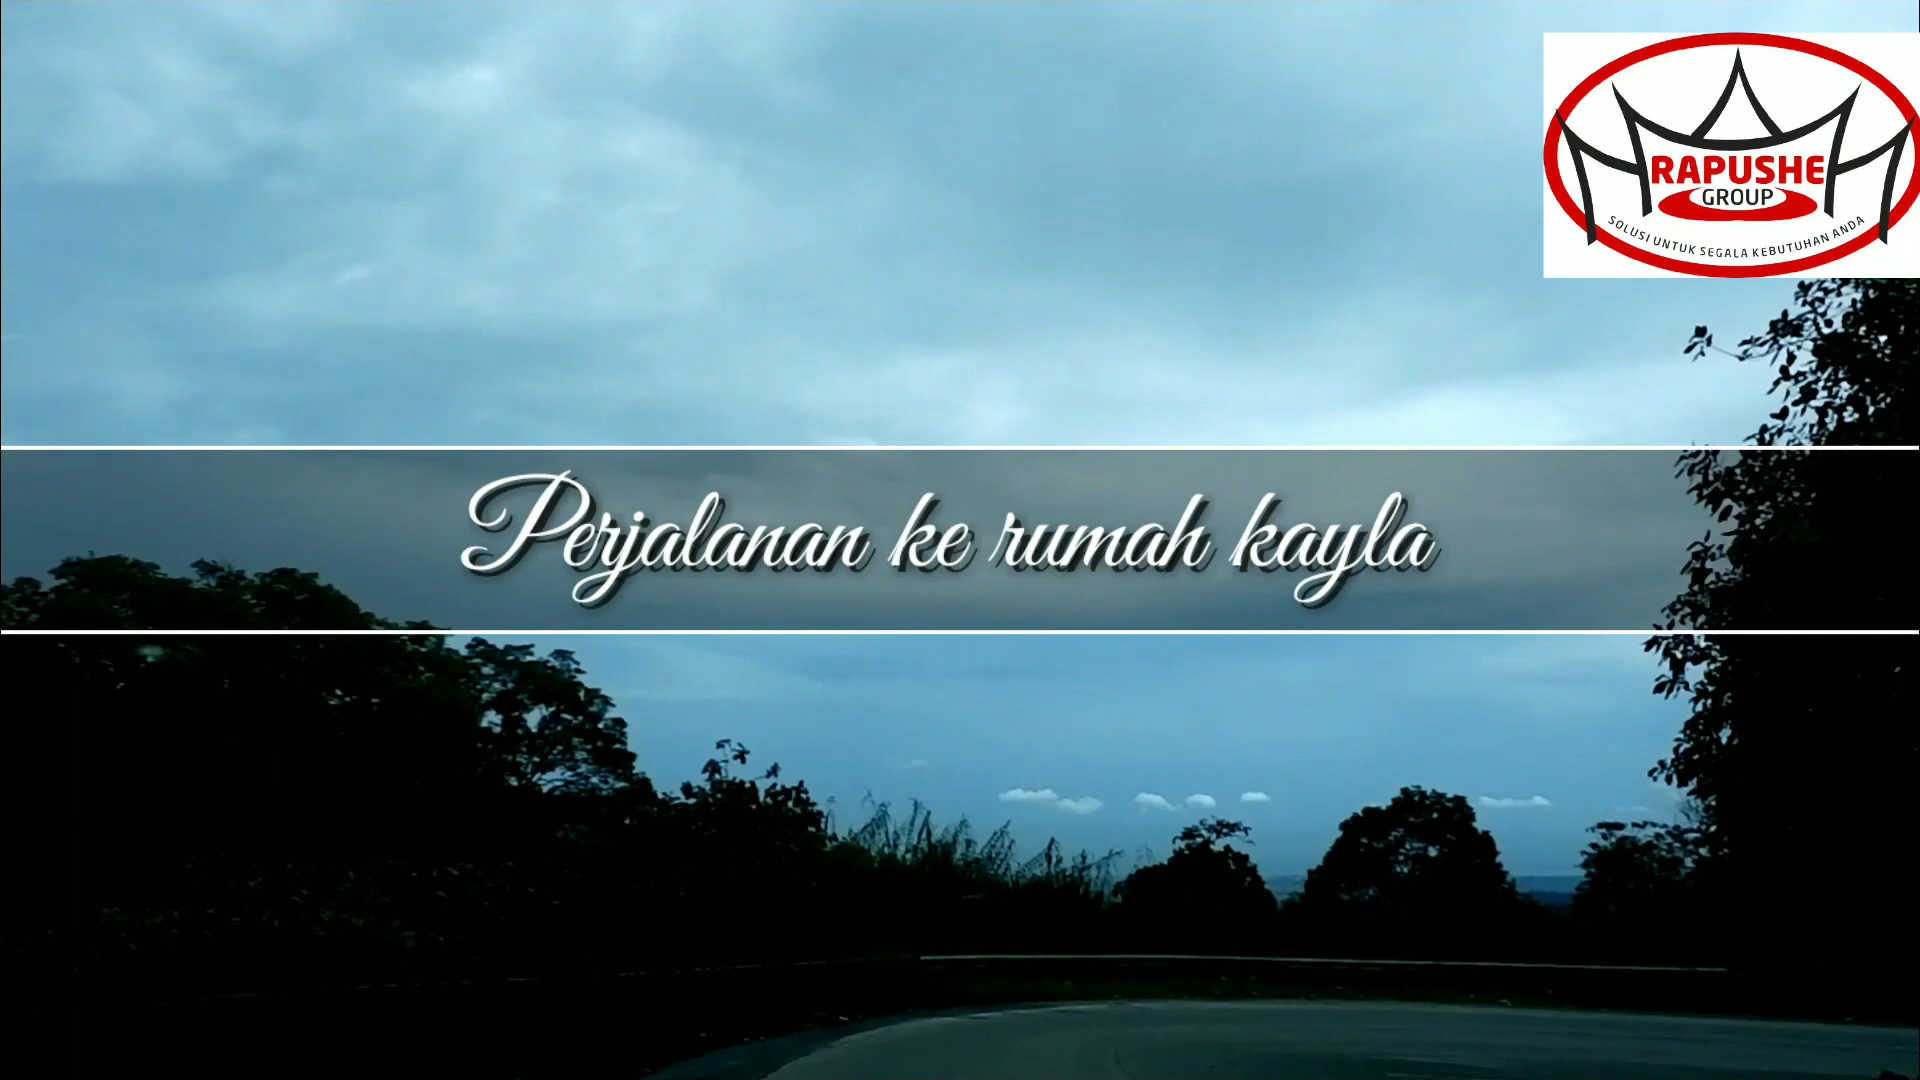 RAPUSHE
GROUP
SOLUSI UNTUK SEGALA KEBUTUHAN ANDA
Perjalanan ke rumah kayla